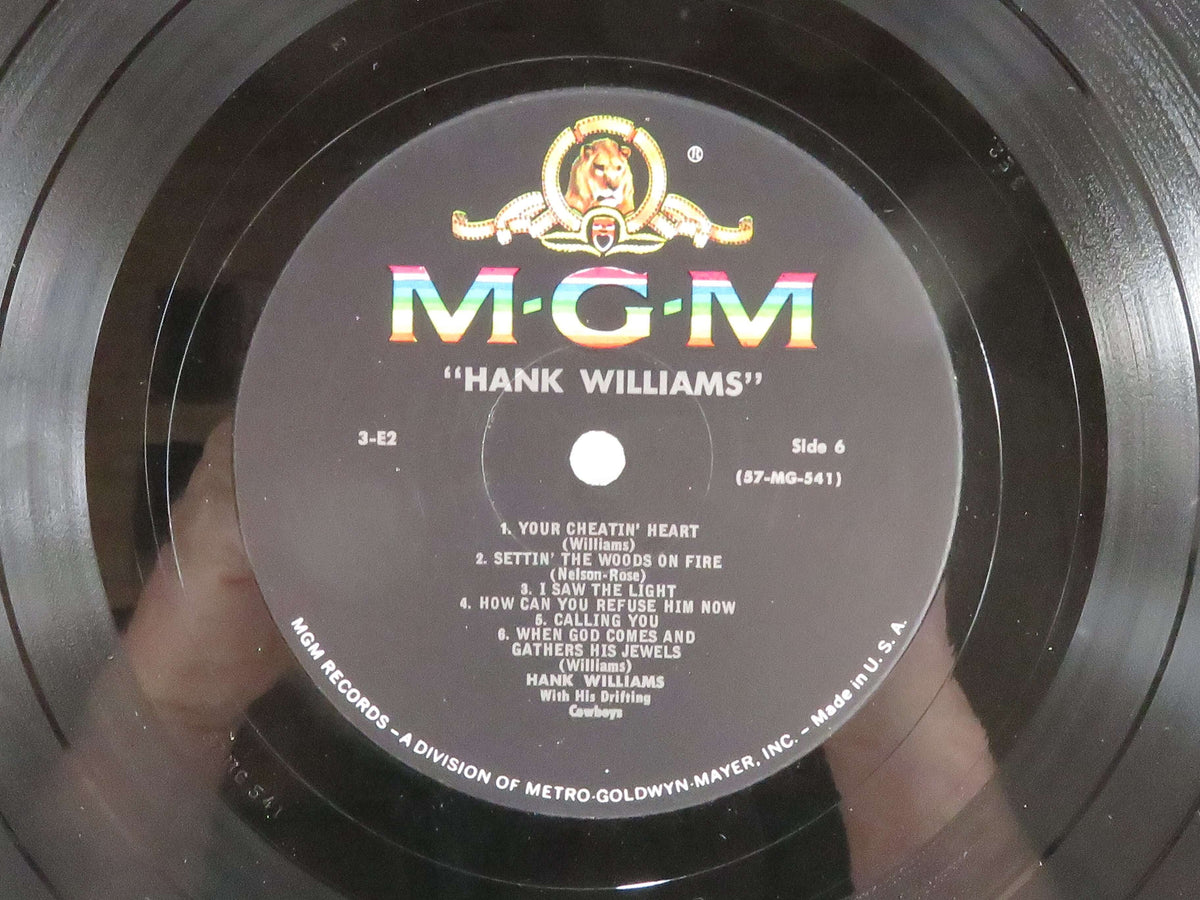 ®
M·G·M
"HANK WILLIAMS"
3-E2
Side 6
(57-MG-541)
1. YOUR CHEATIN' HEART
(Williams)
2. SETTIN' THE WOODS ON FIRE
(Nelson-Rose)
3. I SAW THE LIGHT
4. HOW CAN YOU REFUSE HIM NOW
5. CALLING YOU
6. WHEN GOD COMES AND
GATHERS HIS JEWELS
(Williams)
HANK WILLIAMS
With His Drifting
Cowboys
MGM RECORDS – A DIVISION OF METRO-GOLDWYN-MAYER, INC. – Made in U. S. A.
541